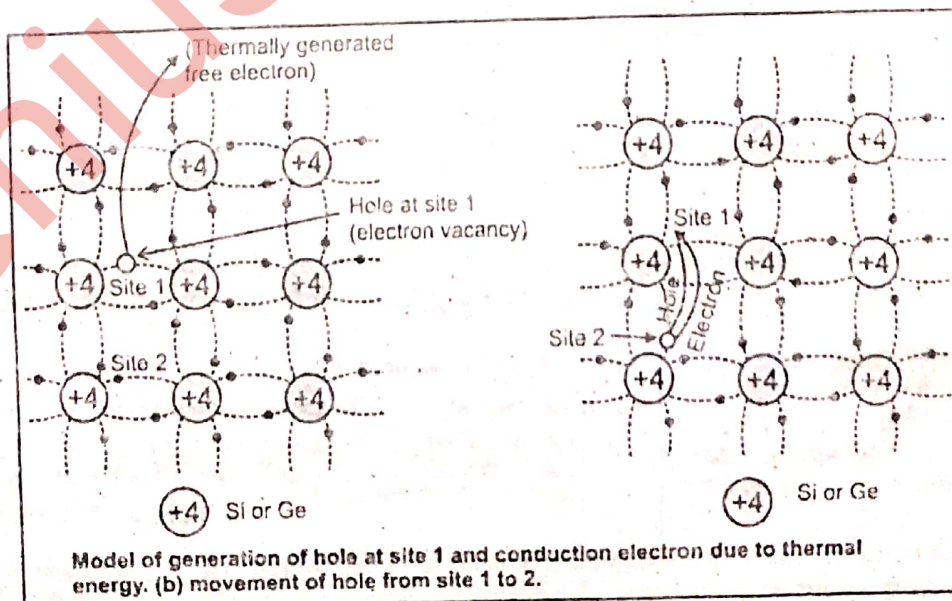 (Thermally generated
free electron)
+4 +4 +4
Hole at site 1
(electron vacancy)
+4 Site 1 +4 +4
Site 2
+4 +4 +4
+4 Si or Ge
+4 +4 +4
Site 1
+4 +4 +4
Hole
Electron
Site 2
+4 +4 +4
+4 Si or Ge
Model of generation of hole at site 1 and conduction electron due to thermal
energy. (b) movement of hole from site 1 to 2.